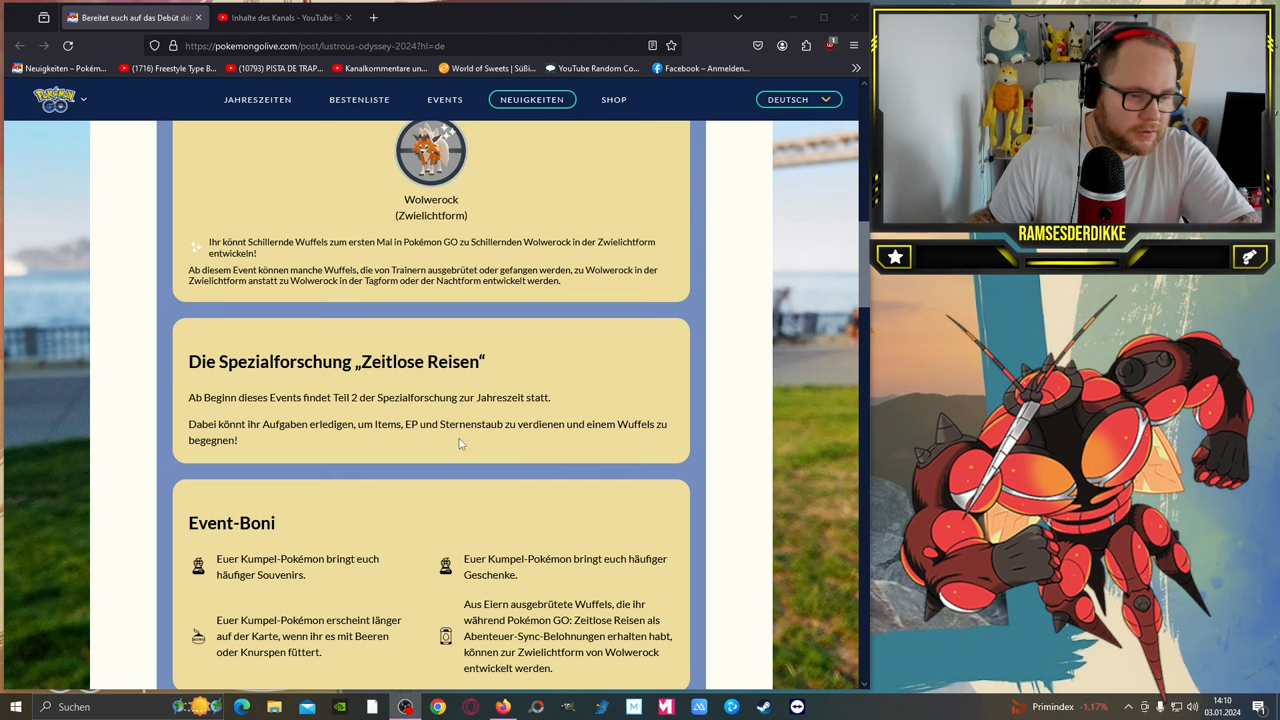 Bereitet euch auf das Debüt der
Inhalte des Kanals - YouTube St
https://pokemongolive.com/post/lustrous-odyssey-2024?hl=de
Neuigkeiten – Pokém...
(1716) Freestyle Type B...
(10793) PISTA DE TRAP...
Kanalkommentare un...
World of Sweets | Süßi...
YouTube Random Co...
Facebook – Anmelden...
JAHRESZEITEN
BESTENLISTE
EVENTS
NEUIGKEITEN
SHOP
DEUTSCH
Wolwerock
(Zwielichtform)
Ihr könnt Schillernde Wuffels zum ersten Mal in Pokémon GO zu Schillernden Wolwerock in der Zwielichtform
entwickeln!
Ab diesem Event können manche Wuffels, die von Trainern ausgebrütet oder gefangen werden, zu Wolwerock in der
Zwielichtform anstatt zu Wolwerock in der Tagform oder der Nachtform entwickelt werden.
Die Spezialforschung „Zeitlose Reisen“
Ab Beginn dieses Events findet Teil 2 der Spezialforschung zur Jahreszeit statt.
Dabei könnt ihr Aufgaben erledigen, um Items, EP und Sternenstaub zu verdienen und einem Wuffels zu
begegnen!
Event-Boni
Euer Kumpel-Pokémon bringt euch
häufiger Souvenirs.
Euer Kumpel-Pokémon bringt euch häufiger
Geschenke.
Euer Kumpel-Pokémon erscheint länger
auf der Karte, wenn ihr es mit Beeren
oder Knurspen füttert.
Aus Eiern ausgebrütete Wuffels, die ihr
während Pokémon GO: Zeitlose Reisen als
Abenteuer-Sync-Belohnungen erhalten habt,
können zur Zwielichtform von Wolwerock
entwickelt werden.
RAMSESDERDIKKE
Suchen
Primindex -1.17%
14:10
03.01.2024